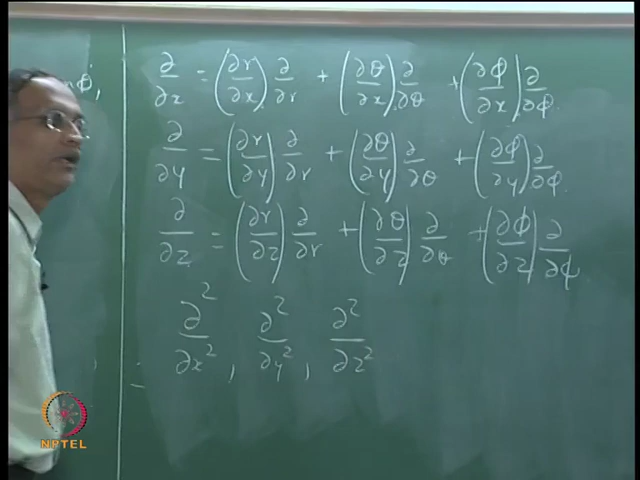 ϕ,
∂/∂x = (∂r/∂x) ∂/∂r + (∂θ/∂x) ∂/∂θ + (∂ϕ/∂x) ∂/∂ϕ.
∂/∂y = (∂r/∂y) ∂/∂r + (∂θ/∂y) ∂/∂θ + (∂ϕ/∂y) ∂/∂ϕ.
∂/∂z = (∂r/∂z) ∂/∂r + (∂θ/∂z) ∂/∂θ + (∂ϕ/∂z) ∂/∂ϕ
∂²/∂x², ∂²/∂y², ∂²/∂z²
NPTEL